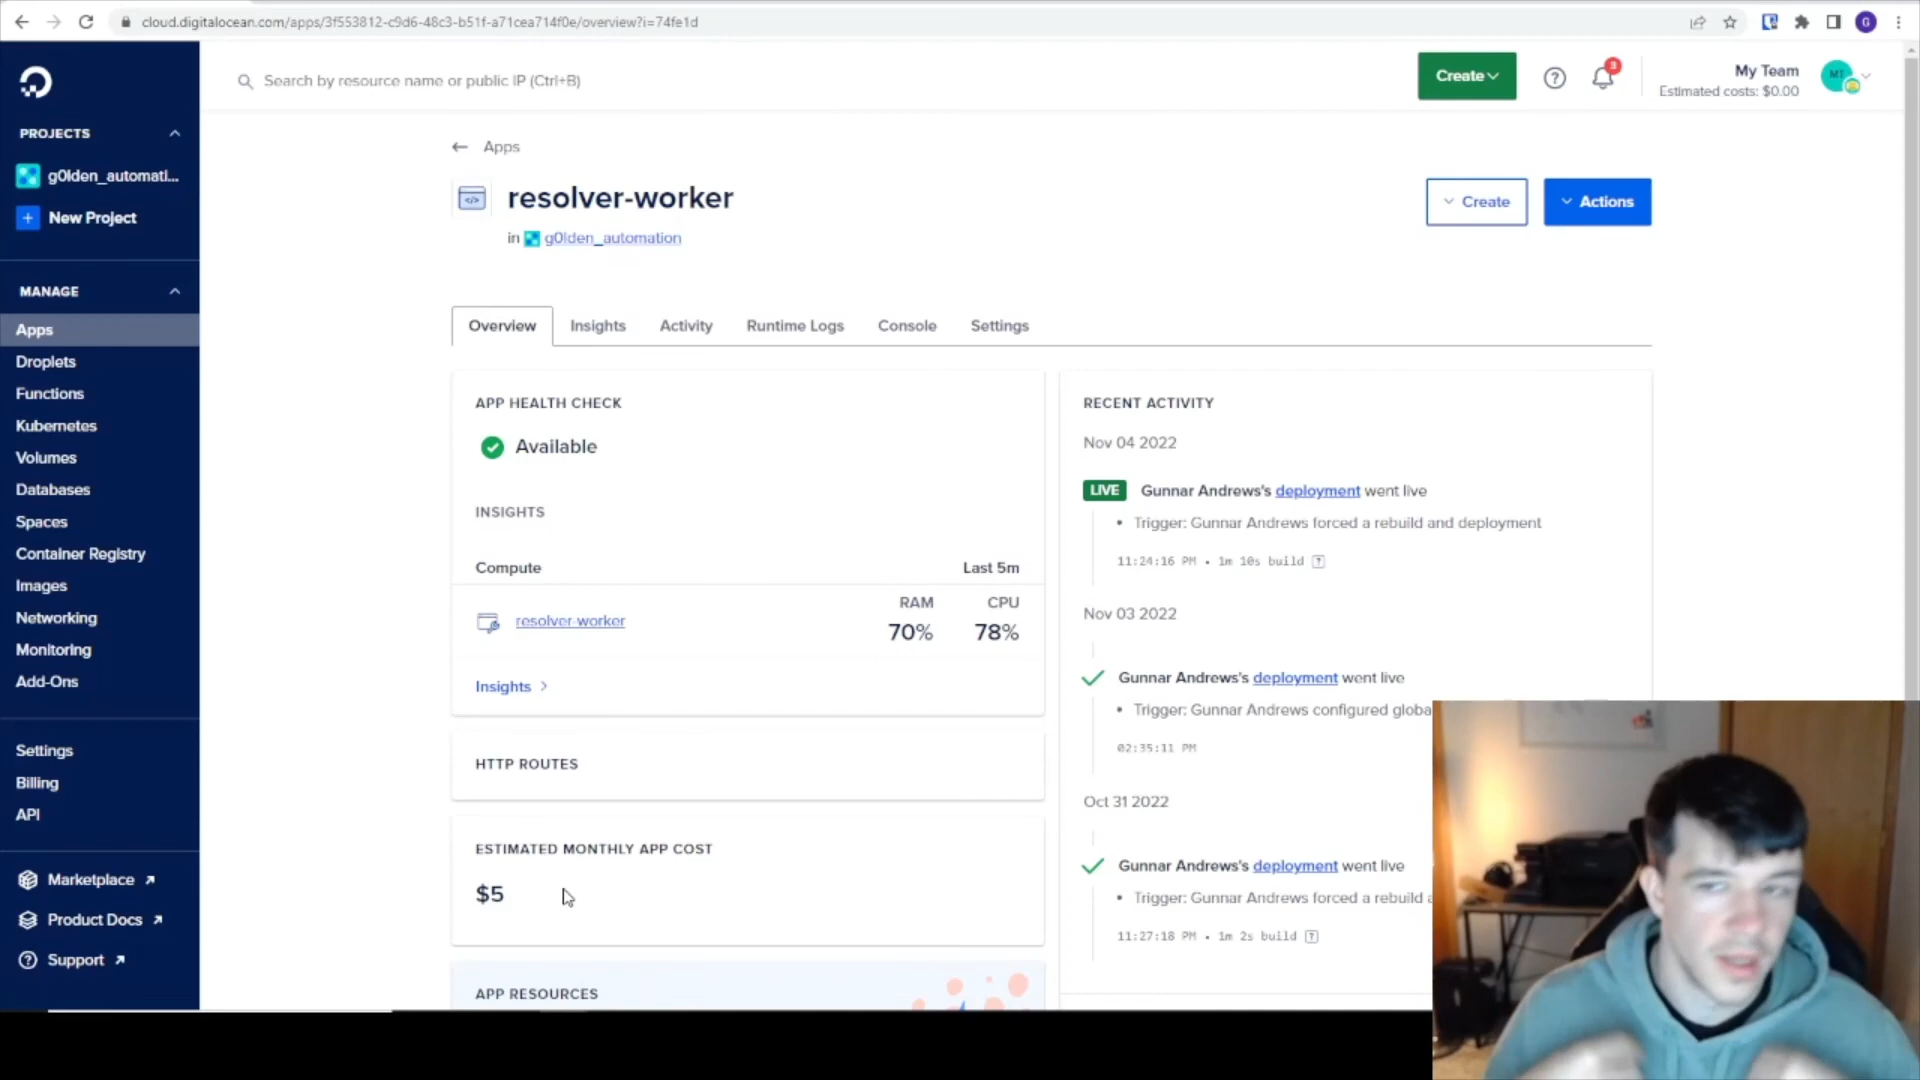 cloud.digitalocean.com/apps/3f553812-c9d6-48c3-b51f-a71cea714f0e/overview?i=74fe1d
G
Search by resource name or public IP (Ctrl+B)
Create
3
My Team
Estimated costs: $0.00
MT
PROJECTS
g0lden_automati...
New Project
MANAGE
Apps
Droplets
Functions
Kubernetes
Volumes
Databases
Spaces
Container Registry
Images
Networking
Monitoring
Add-Ons
Settings
Billing
API
Marketplace
Product Docs
Support
Apps
resolver-worker
in g0lden_automation
Create
Actions
Overview
Insights
Activity
Runtime Logs
Console
Settings
APP HEALTH CHECK
Available
INSIGHTS
Compute
Last 5m
RAM
CPU
resolver-worker
70%
78%
Insights
HTTP ROUTES
ESTIMATED MONTHLY APP COST
$5
APP RESOURCES
RECENT ACTIVITY
Nov 04 2022
LIVE Gunnar Andrews's deployment went live
• Trigger: Gunnar Andrews forced a rebuild and deployment
11:24:16 PM • 1m 10s build ?
Nov 03 2022
Gunnar Andrews's deployment went live
• Trigger: Gunnar Andrews configured globa
02:35:11 PM
Oct 31 2022
Gunnar Andrews's deployment went live
• Trigger: Gunnar Andrews forced a rebuild a
11:27:18 PM • 1m 2s build ?